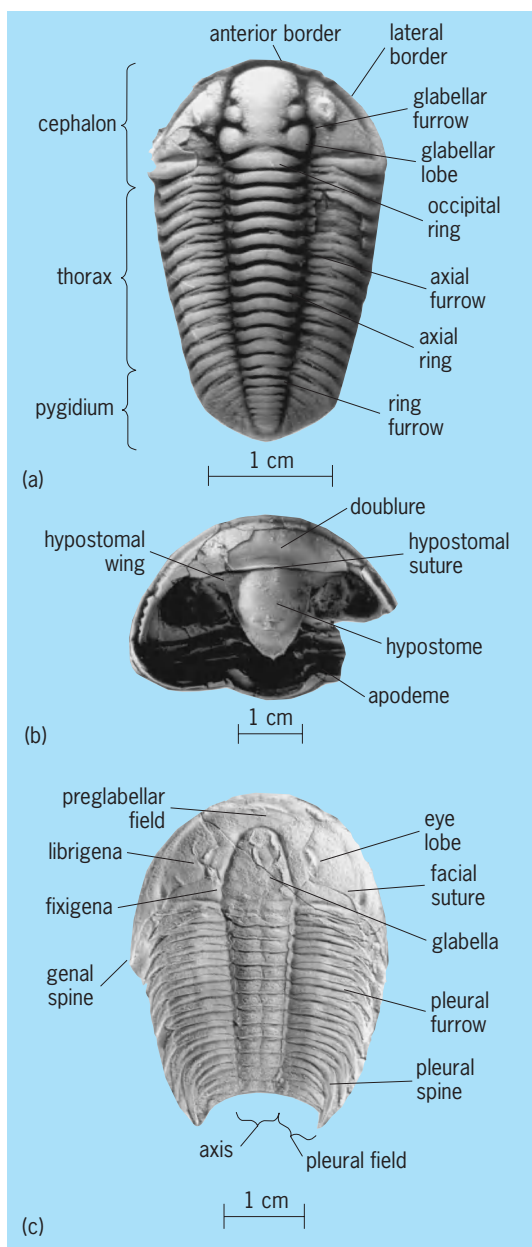 anterior border
lateral
border
cephalon
glabellar
furrow
glabellar
lobe
occipital
ring
thorax
axial
furrow
axial
ring
pygidium
ring
furrow
1 cm
(a)
doublure
hypostomal
wing
hypostomal
suture
hypostome
apodeme
1 cm
(b)
preglabellar
field
eye
lobe
librigena
facial
suture
fixigena
glabella
genal
spine
pleural
furrow
pleural
spine
axis
pleural field
1 cm
(c)